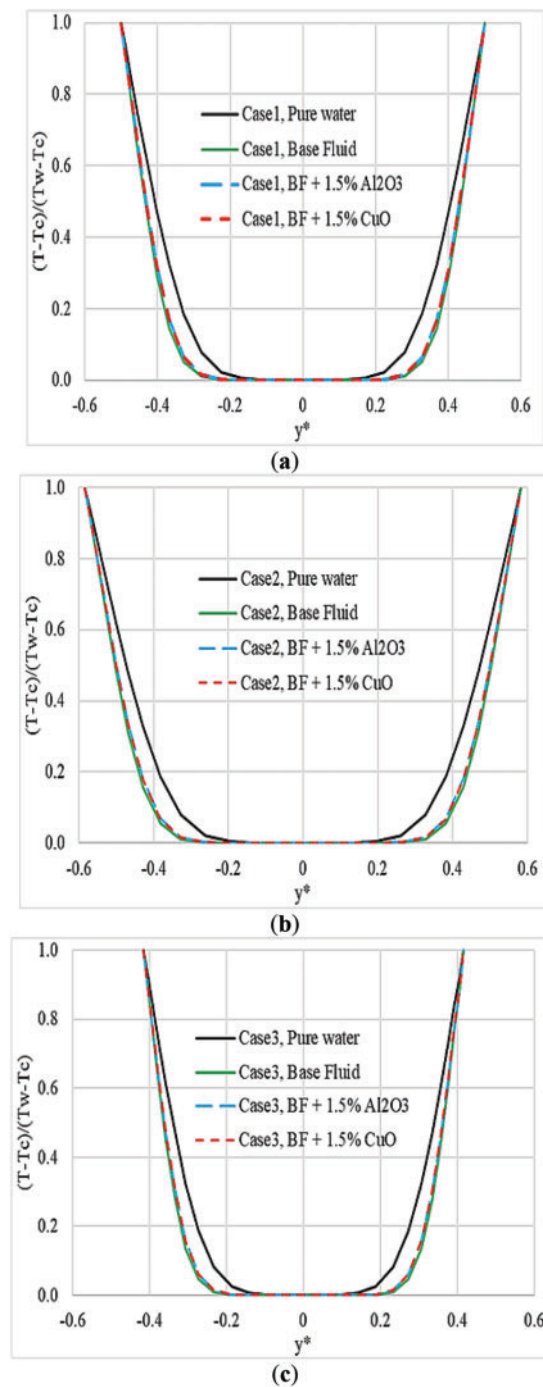 1.0
Case1, Pure water
0.8
Case1, Base Fluid
0.6
Case1, BF + 1.5% Al2O3
Case1, BF + 1.5% CuO
0.4
0.2
0.0
(T-Tc)/(Tw-Tc)
-0.6 -0.4 -0.2 0 0.2 0.4 0.6
y*
(a)
1.0
0.8
Case2, Pure water
Case2, Base Fluid
0.6
Case2, BF + 1.5% Al2O3
Case2, BF + 1.5% CuO
0.4
0.2
0.0
(T-Tc)/(Tw-Tc)
-0.6 -0.4 -0.2 0 0.2 0.4 0.6
y*
(b)
1.0
0.8
Case3, Pure water
Case3, Base Fluid
0.6
Case3, BF + 1.5% Al2O3
Case3, BF + 1.5% CuO
0.4
0.2
0.0
(T-Tc)/(Tw-Tc)
-0.6 -0.4 -0.2 0 0.2 0.4 0.6
y*
(c)